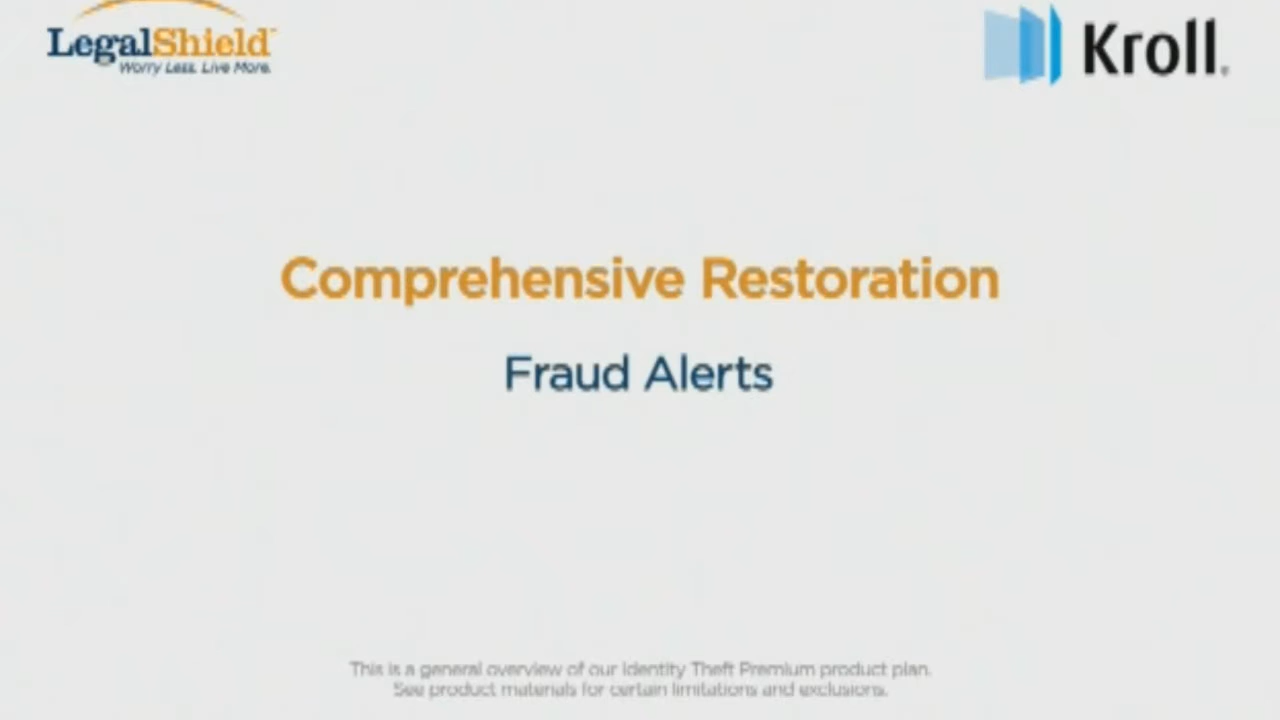 LegalShield™
Worry Less. Live More.
Kroll®
Comprehensive Restoration
Fraud Alerts
This is a general overview of our Identity Theft Premium product plan.
See product materials for certain limitations and exclusions.